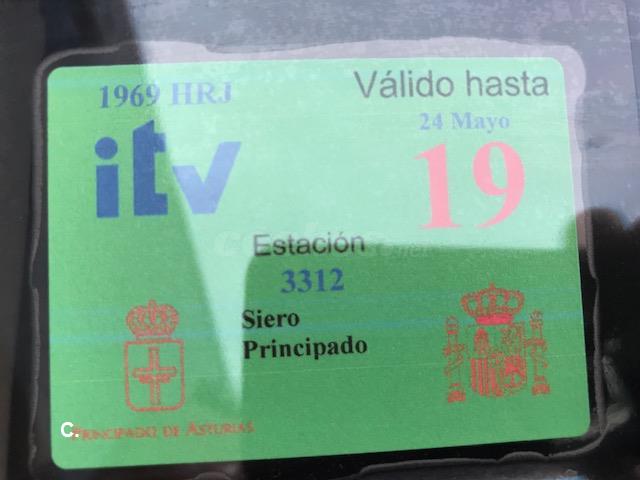 1969 HRJ
Válido hasta
24 Mayo
itv
19
Estación
3312
Siero
Principado
PRINCIPADO DE ASTURIAS
C.